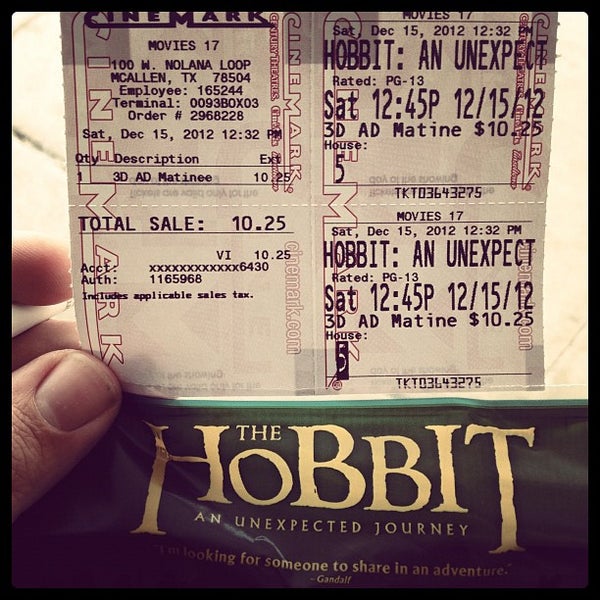 CINEMARK
MOVIES 17
100 W. NOLANA LOOP
MCALLEN, TX 78504
Employee: 165244
Terminal: 0093BOX03
Order # 2968228
Sat, Dec 15, 2012 12:32 PM
Qty Description Ext
1 3D AD Matinee 10.25
TOTAL SALE: 10.25
VI 10.25
Acct: xxxxxxxxxxxx6430
Auth: 1165968
Includes applicable sales tax.
MOVIES 17
Sat, Dec 15, 2012 12:32 PM
HOBBIT: AN UNEXPECT
Rated: PG-13
Sat 12:45P 12/15/12
3D AD Matine $10.25
House:
5
TKT03643275
MOVIES 17
Sat, Dec 15, 2012 12:32 PM
HOBBIT: AN UNEXPECT
Rated: PG-13
Sat 12:45P 12/15/12
3D AD Matine $10.25
House:
5
TKT03643275
CINEMARK
CINEMARK
cinemark.com
THE
HOBBIT
AN UNEXPECTED JOURNEY
"I'm looking for someone to share in an adventure."
~Gandalf